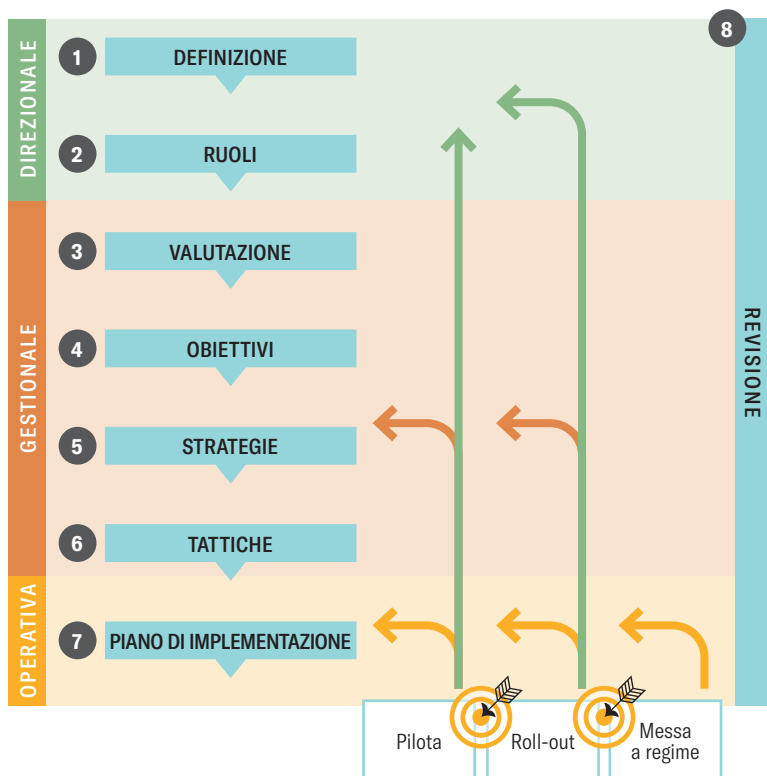 8
DIREZIONALE
1
DEFINIZIONE
2
RUOLI
GESTIONALE
3
VALUTAZIONE
4
OBIETTIVI
5
STRATEGIE
6
TATTICHE
OPERATIVA
7
PIANO DI IMPLEMENTAZIONE
REVISIONE
Pilota
Roll-out
Messa
a regime